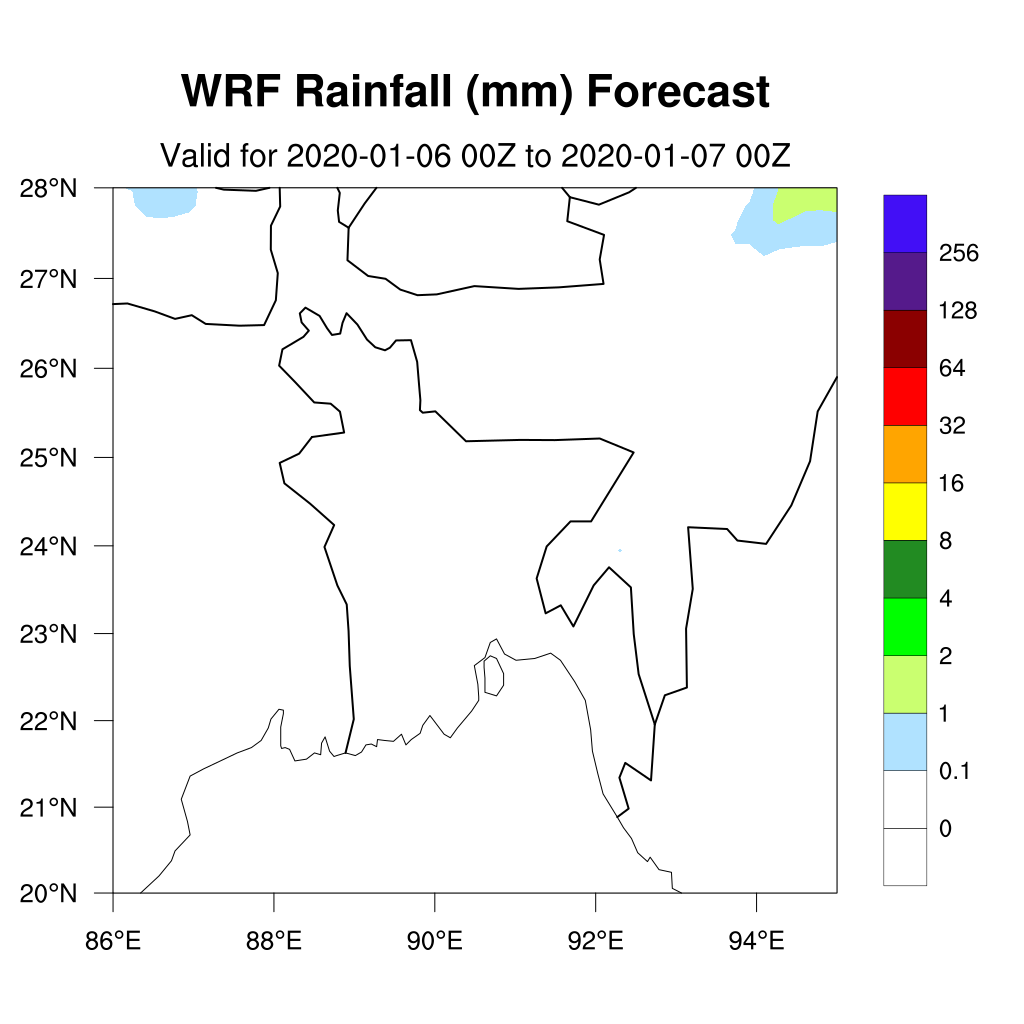 WRF Rainfall (mm) Forecast
Valid for 2020-01-06 00Z to 2020-01-07 00Z
28°N
27°N
26°N
25°N
24°N
23°N
22°N
21°N
20°N
86°E
88°E
90°E
92°E
94°E
256
128
64
32
16
8
4
2
1
0.1
0